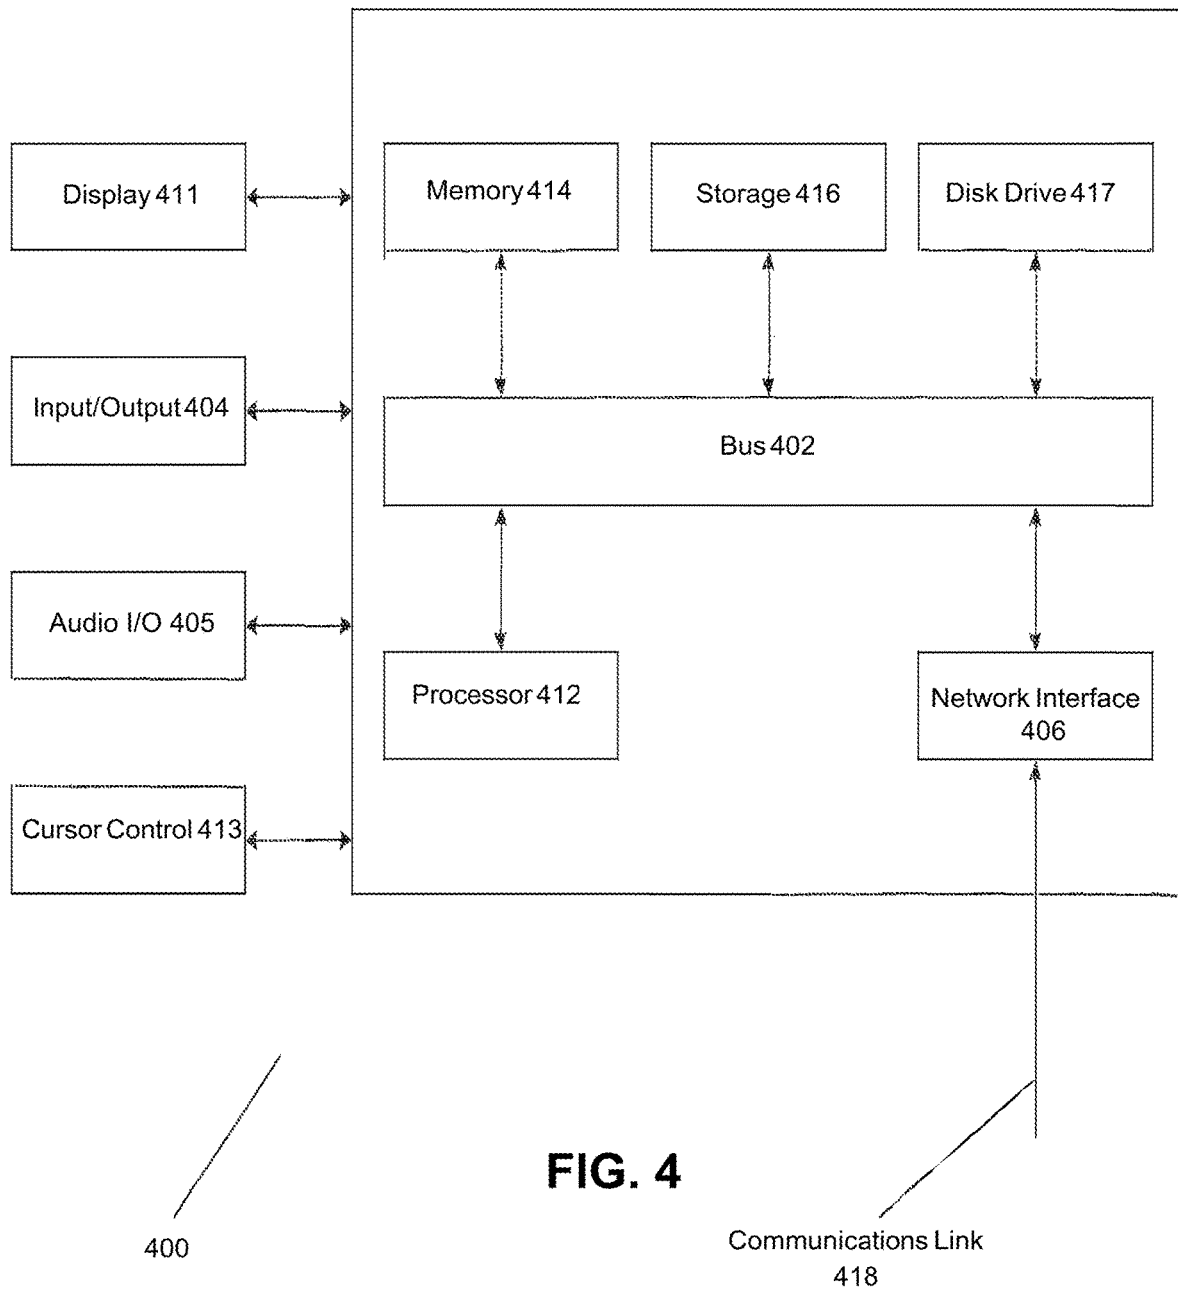 Display 411
Memory 414
Storage 416
Disk Drive 417
Input/Output 404
Bus 402
Audio I/O 405
Processor 412
Network Interface
406
Cursor Control 413
FIG. 4
400
Communications Link
418